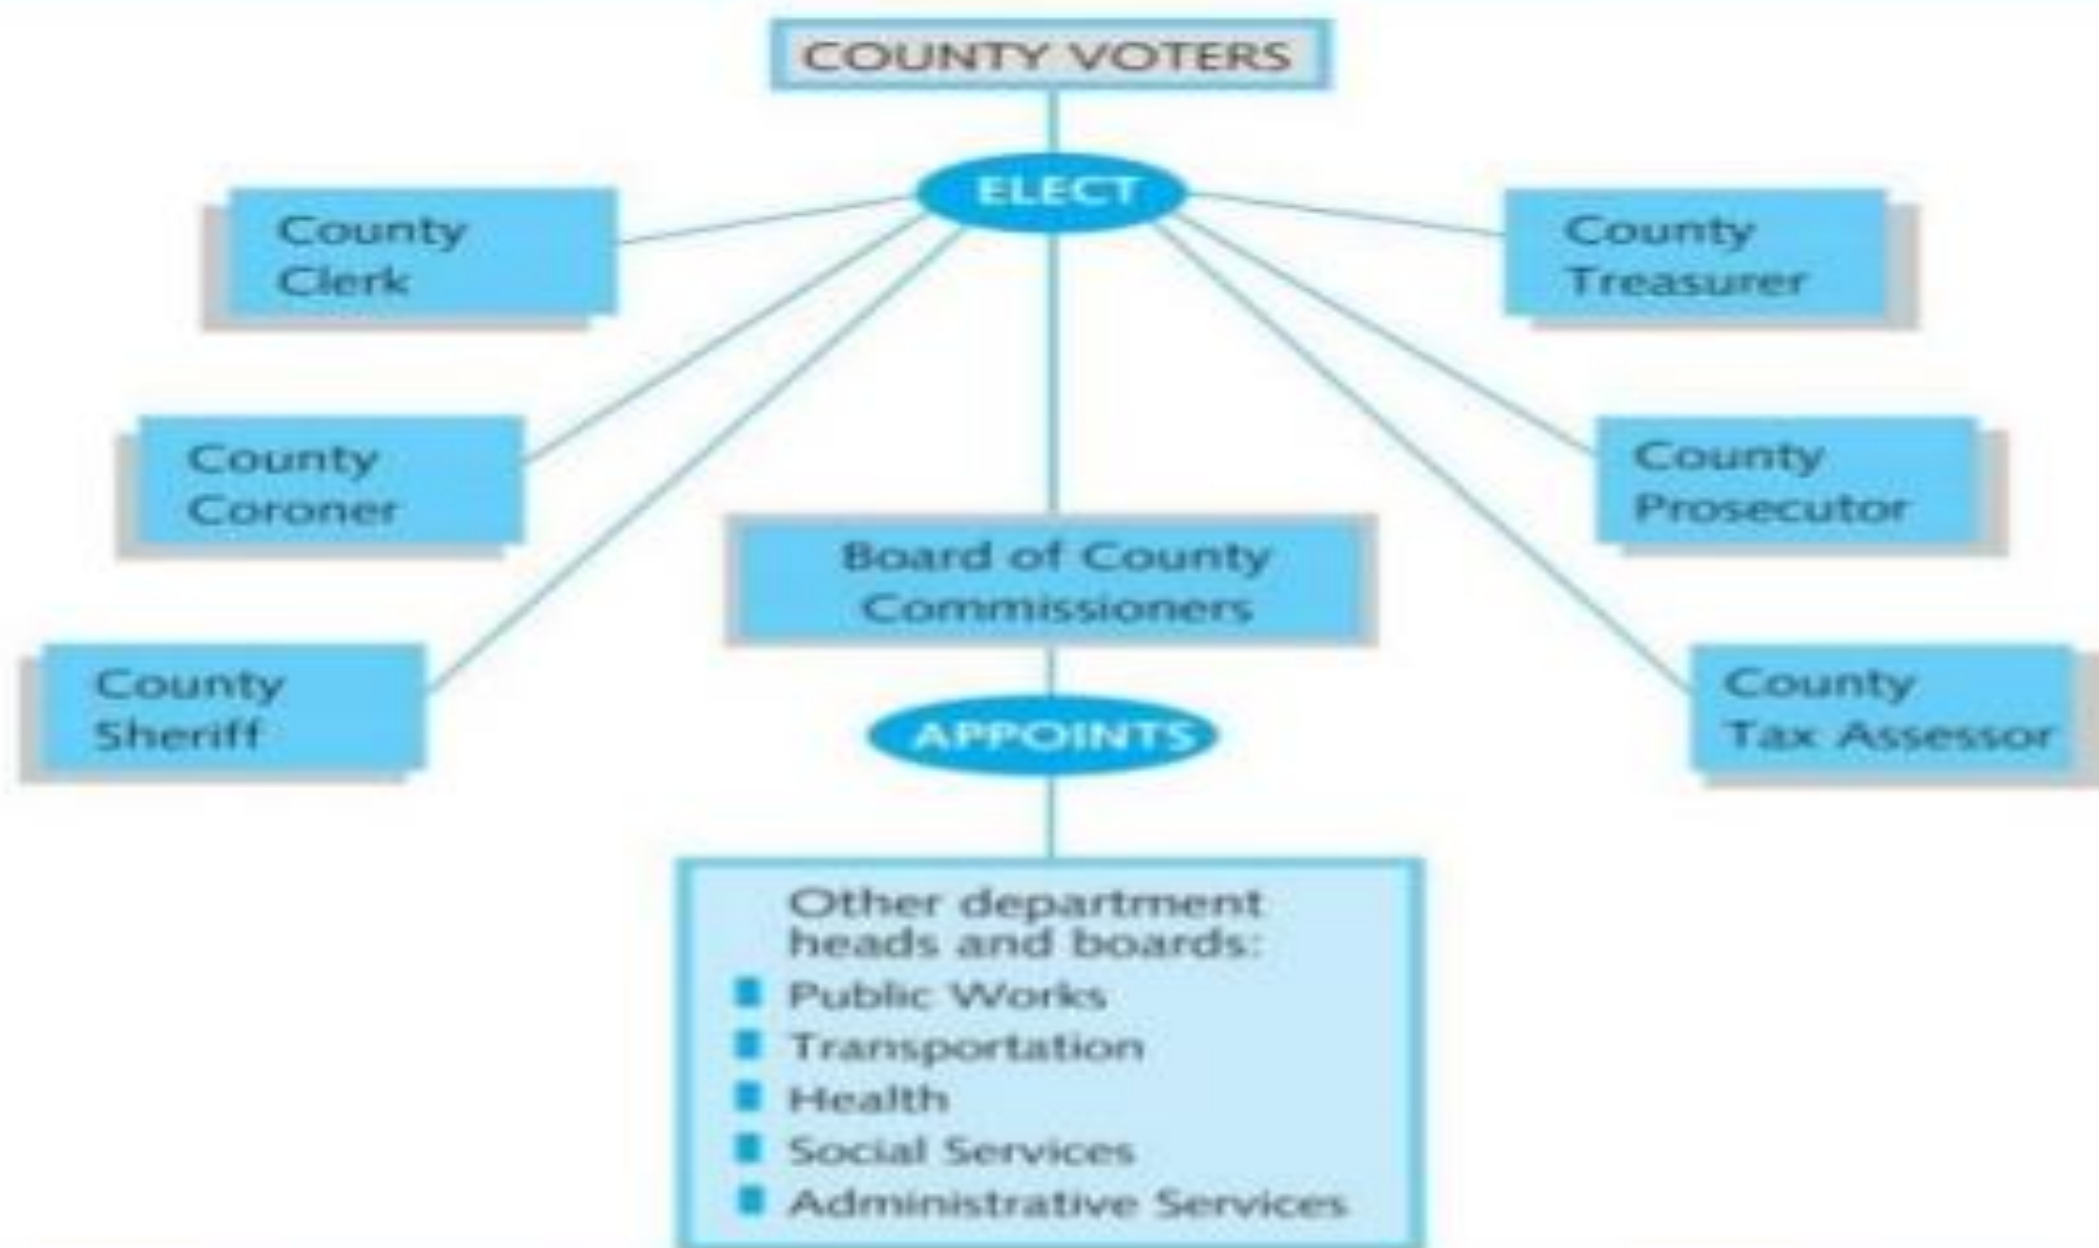 COUNTY VOTERS
ELECT
County
Clerk
County
Treasurer
County
Coroner
County
Prosecutor
Board of County
Commissioners
County
Sheriff
County
Tax Assessor
APPOINTS
Other department
heads and boards:
Public Works
Transportation
Health
Social Services
Administrative Services